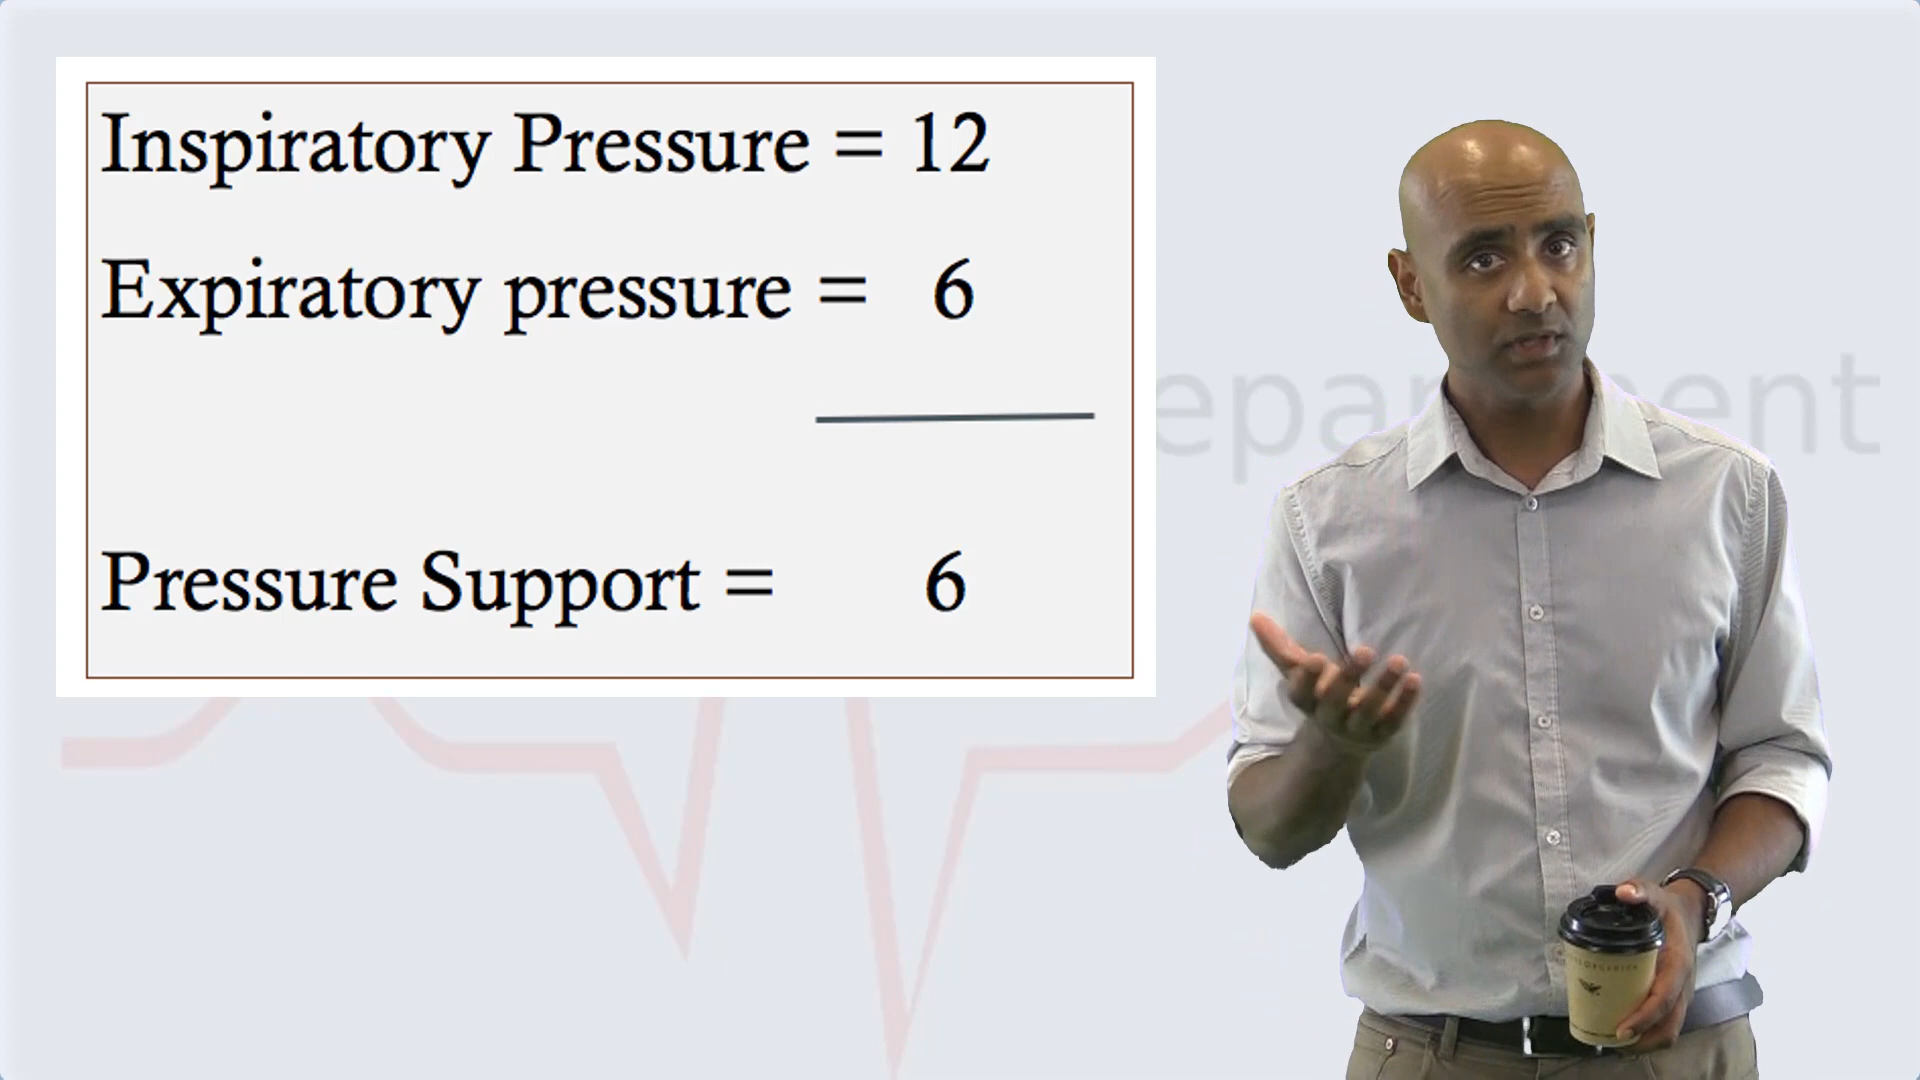 Inspiratory Pressure = 12
Expiratory pressure = 6
Pressure Support = 6